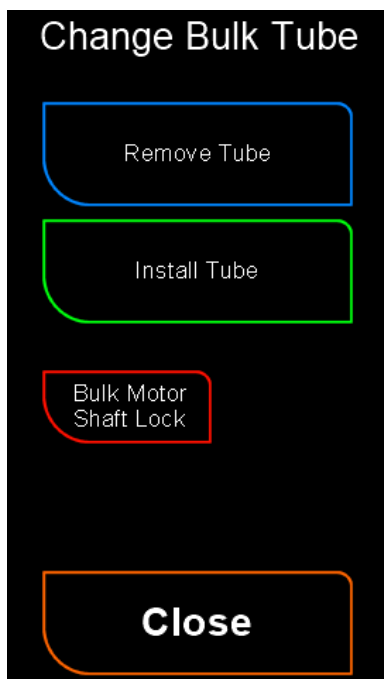 Change Bulk Tube
Remove Tube
Install Tube
Bulk Motor
Shaft Lock
Close